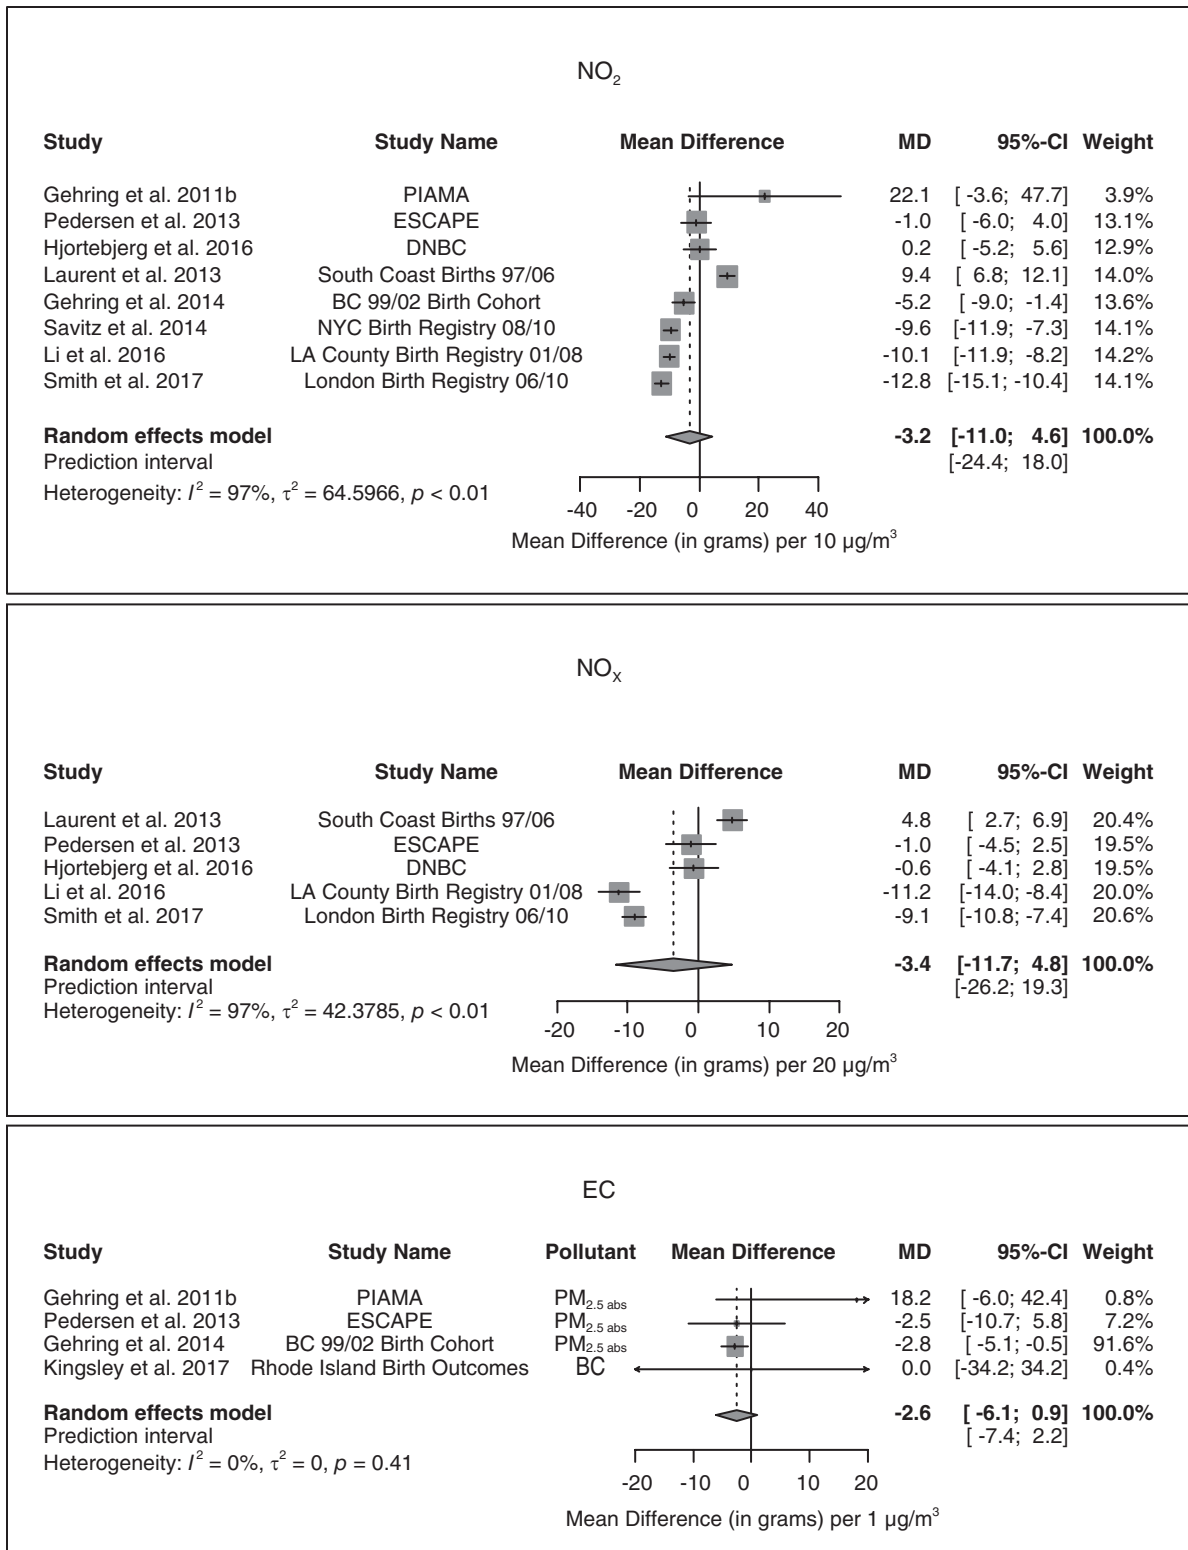 NO2
Study Study Name Mean Difference MD 95%-CI Weight
Gehring et al. 2011b PIAMA 22.1 [ -3.6; 47.7] 3.9%
Pedersen et al. 2013 ESCAPE -1.0 [ -6.0; 4.0] 13.1%
Hjortebjerg et al. 2016 DNBC 0.2 [ -5.2; 5.6] 12.9%
Laurent et al. 2013 South Coast Births 97/06 9.4 [ 6.8; 12.1] 14.0%
Gehring et al. 2014 BC 99/02 Birth Cohort -5.2 [ -9.0; -1.4] 13.6%
Savitz et al. 2014 NYC Birth Registry 08/10 -9.6 [-11.9; -7.3] 14.1%
Li et al. 2016 LA County Birth Registry 01/08 -10.1 [-11.9; -8.2] 14.2%
Smith et al. 2017 London Birth Registry 06/10 -12.8 [-15.1; -10.4] 14.1%
Random effects model -3.2 [-11.0; 4.6] 100.0%
Prediction interval [-24.4; 18.0]
Heterogeneity: I² = 97%, τ² = 64.5966, p < 0.01
-40 -20 0 20 40
Mean Difference (in grams) per 10 µg/m³
NOX
Study Study Name Mean Difference MD 95%-CI Weight
Laurent et al. 2013 South Coast Births 97/06 4.8 [ 2.7; 6.9] 20.4%
Pedersen et al. 2013 ESCAPE -1.0 [ -4.5; 2.5] 19.5%
Hjortebjerg et al. 2016 DNBC -0.6 [ -4.1; 2.8] 19.5%
Li et al. 2016 LA County Birth Registry 01/08 -11.2 [-14.0; -8.4] 20.0%
Smith et al. 2017 London Birth Registry 06/10 -9.1 [-10.8; -7.4] 20.6%
Random effects model -3.4 [-11.7; 4.8] 100.0%
Prediction interval [-26.2; 19.3]
Heterogeneity: I² = 97%, τ² = 42.3785, p < 0.01
-20 -10 0 10 20
Mean Difference (in grams) per 20 µg/m³
EC
Study Study Name Pollutant Mean Difference MD 95%-CI Weight
Gehring et al. 2011b PIAMA PM2.5 abs 18.2 [ -6.0; 42.4] 0.8%
Pedersen et al. 2013 ESCAPE PM2.5 abs -2.5 [-10.7; 5.8] 7.2%
Gehring et al. 2014 BC 99/02 Birth Cohort PM2.5 abs -2.8 [ -5.1; -0.5] 91.6%
Kingsley et al. 2017 Rhode Island Birth Outcomes BC 0.0 [-34.2; 34.2] 0.4%
Random effects model -2.6 [ -6.1; 0.9] 100.0%
Prediction interval [ -7.4; 2.2]
Heterogeneity: I² = 0%, τ² = 0, p = 0.41
-20 -10 0 10 20
Mean Difference (in grams) per 1 µg/m³